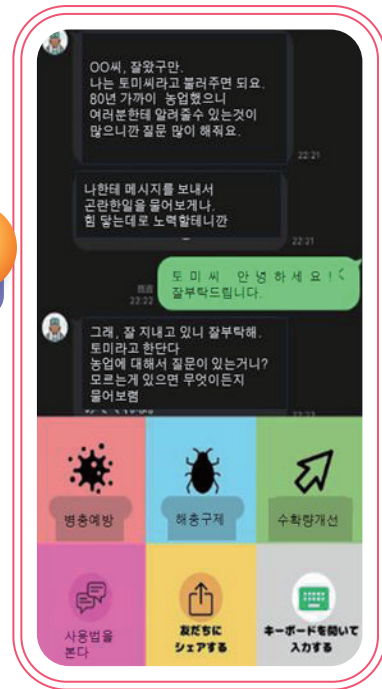 OO씨, 잘왔구만.
나는 토미씨라고 불러주면 되요.
80년 가까이 농업했으니
여러분한테 알려줄수 있는것이
많으니깐 질문 많이 해줘요.
22:21
나한테 메시지를 보내서
곤란한일을 물어보게나.
힘 닿는데로 노력할테니깐
22:21
토미씨 안녕하세요!
잘부탁드립니다.
22:22
그래, 잘 지내고 있니 잘부탁해.
토미라고 한단다
농업에 대해서 질문이 있는거니?
모르는게 있으면 무엇이든지
물어보렴
병충예방
해충구제
수확량개선
사용법을
본다
友だちに
シェアする
キーボードを開いて
入力する